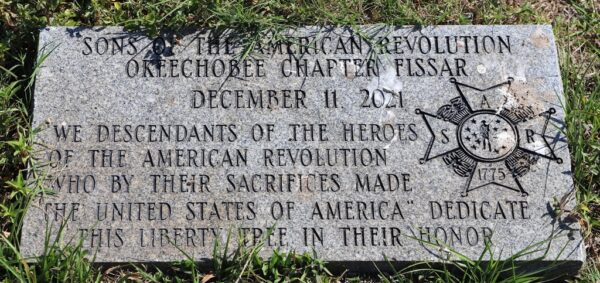 SONS OF THE AMERICAN REVOLUTION
OKEECHOBEE CHAPTER FLSSAR
DECEMBER 11, 2021
WE DESCENDANTS OF THE HEROES
OF THE AMERICAN REVOLUTION
WHO BY THEIR SACRIFICES MADE
THE UNITED STATES OF AMERICA" DEDICATE
THIS LIBERTY TREE IN THEIR HONOR
S A R
1775